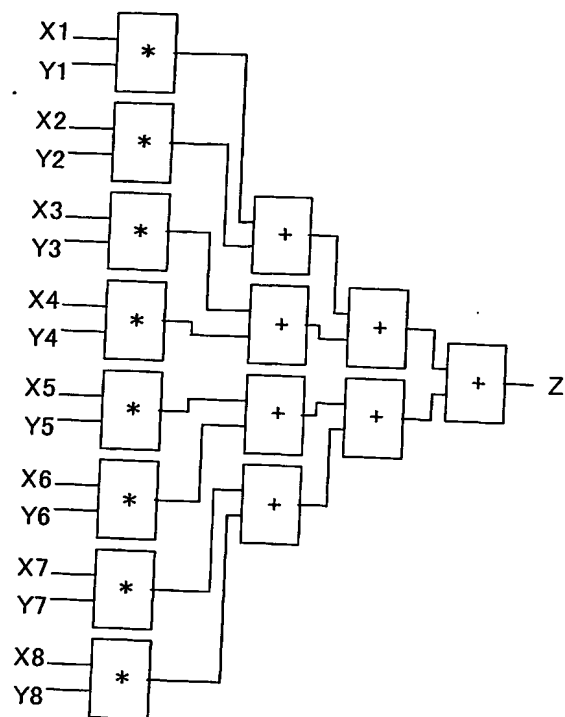 X1
*
Y1
X2
*
Y2
+
X3
*
Y3
+
+
X4
*
Y4
+
Z
X5
*
Y5
+
+
X6
*
Y6
+
X7
*
Y7
X8
*
Y8